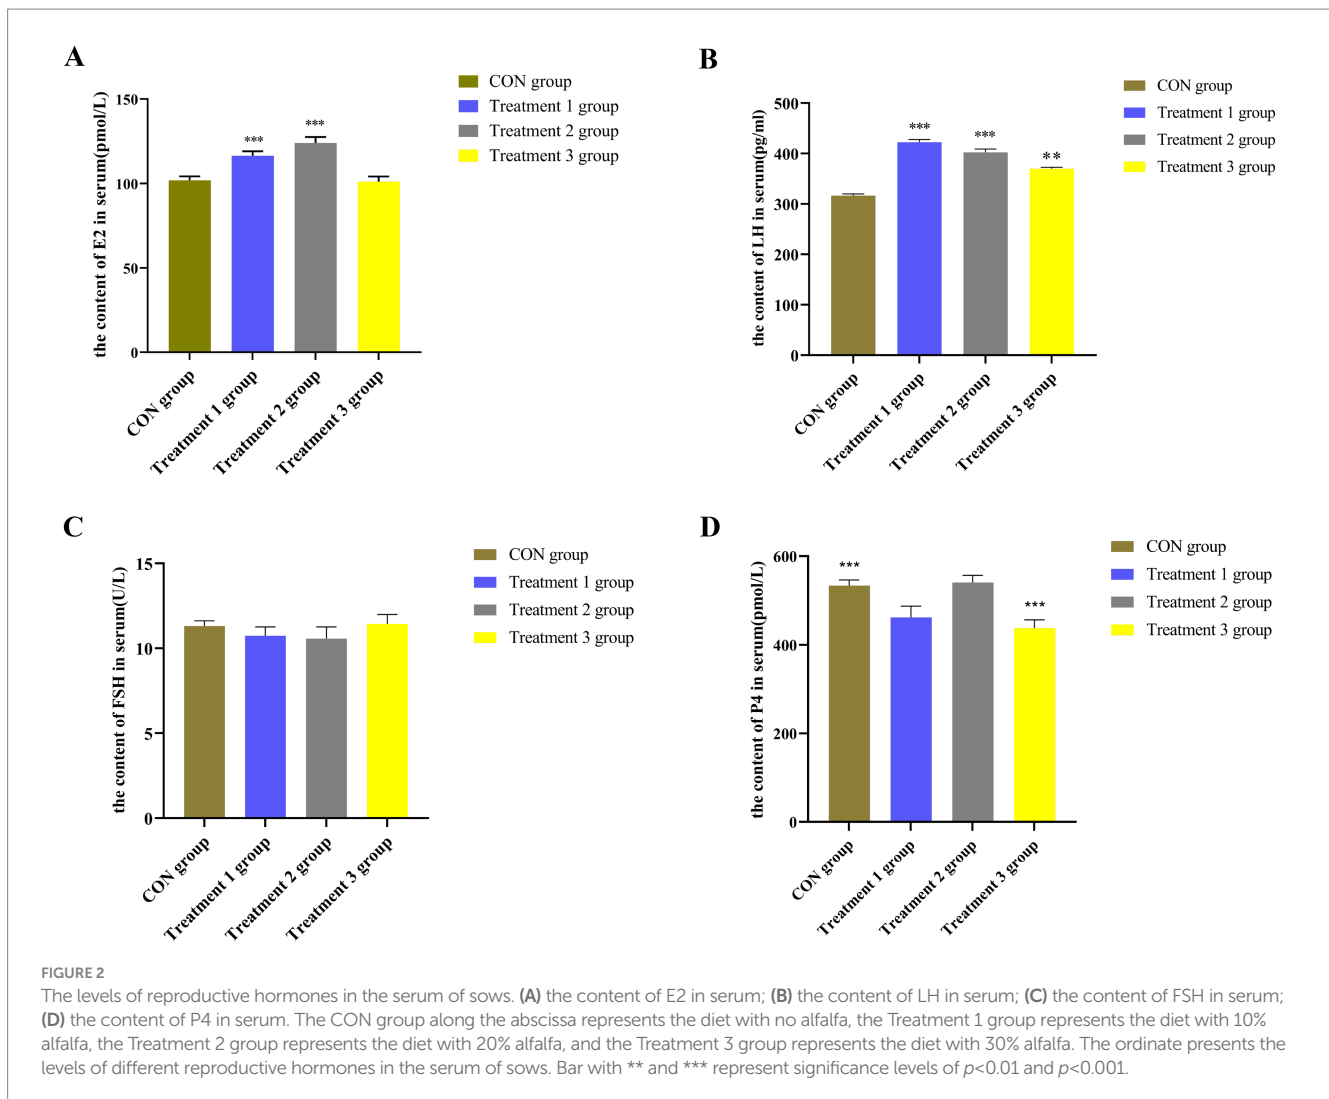 A
the content of E2 in serum(pmol/L)
150
100
50
0
***
***
CON group
Treatment 1 group
Treatment 2 group
Treatment 3 group
CON group
Treatment 1 group
Treatment 2 group
Treatment 3 group
B
the content of LH in serum(pg/ml)
500
400
300
200
100
0
***
***
**
CON group
Treatment 1 group
Treatment 2 group
Treatment 3 group
CON group
Treatment 1 group
Treatment 2 group
Treatment 3 group
C
the content of FSH in serum(U/L)
15
10
5
0
CON group
Treatment 1 group
Treatment 2 group
Treatment 3 group
CON group
Treatment 1 group
Treatment 2 group
Treatment 3 group
D
the content of P4 in serum(pmol/L)
600
400
200
0
***
***
CON group
Treatment 1 group
Treatment 2 group
Treatment 3 group
CON group
Treatment 1 group
Treatment 2 group
Treatment 3 group
FIGURE 2
The levels of reproductive hormones in the serum of sows. (A) the content of E2 in serum; (B) the content of LH in serum; (C) the content of FSH in serum;
(D) the content of P4 in serum. The CON group along the abscissa represents the diet with no alfalfa, the Treatment 1 group represents the diet with 10%
alfalfa, the Treatment 2 group represents the diet with 20% alfalfa, and the Treatment 3 group represents the diet with 30% alfalfa. The ordinate presents the
levels of different reproductive hormones in the serum of sows. Bar with ** and *** represent significance levels of p<0.01 and p<0.001.